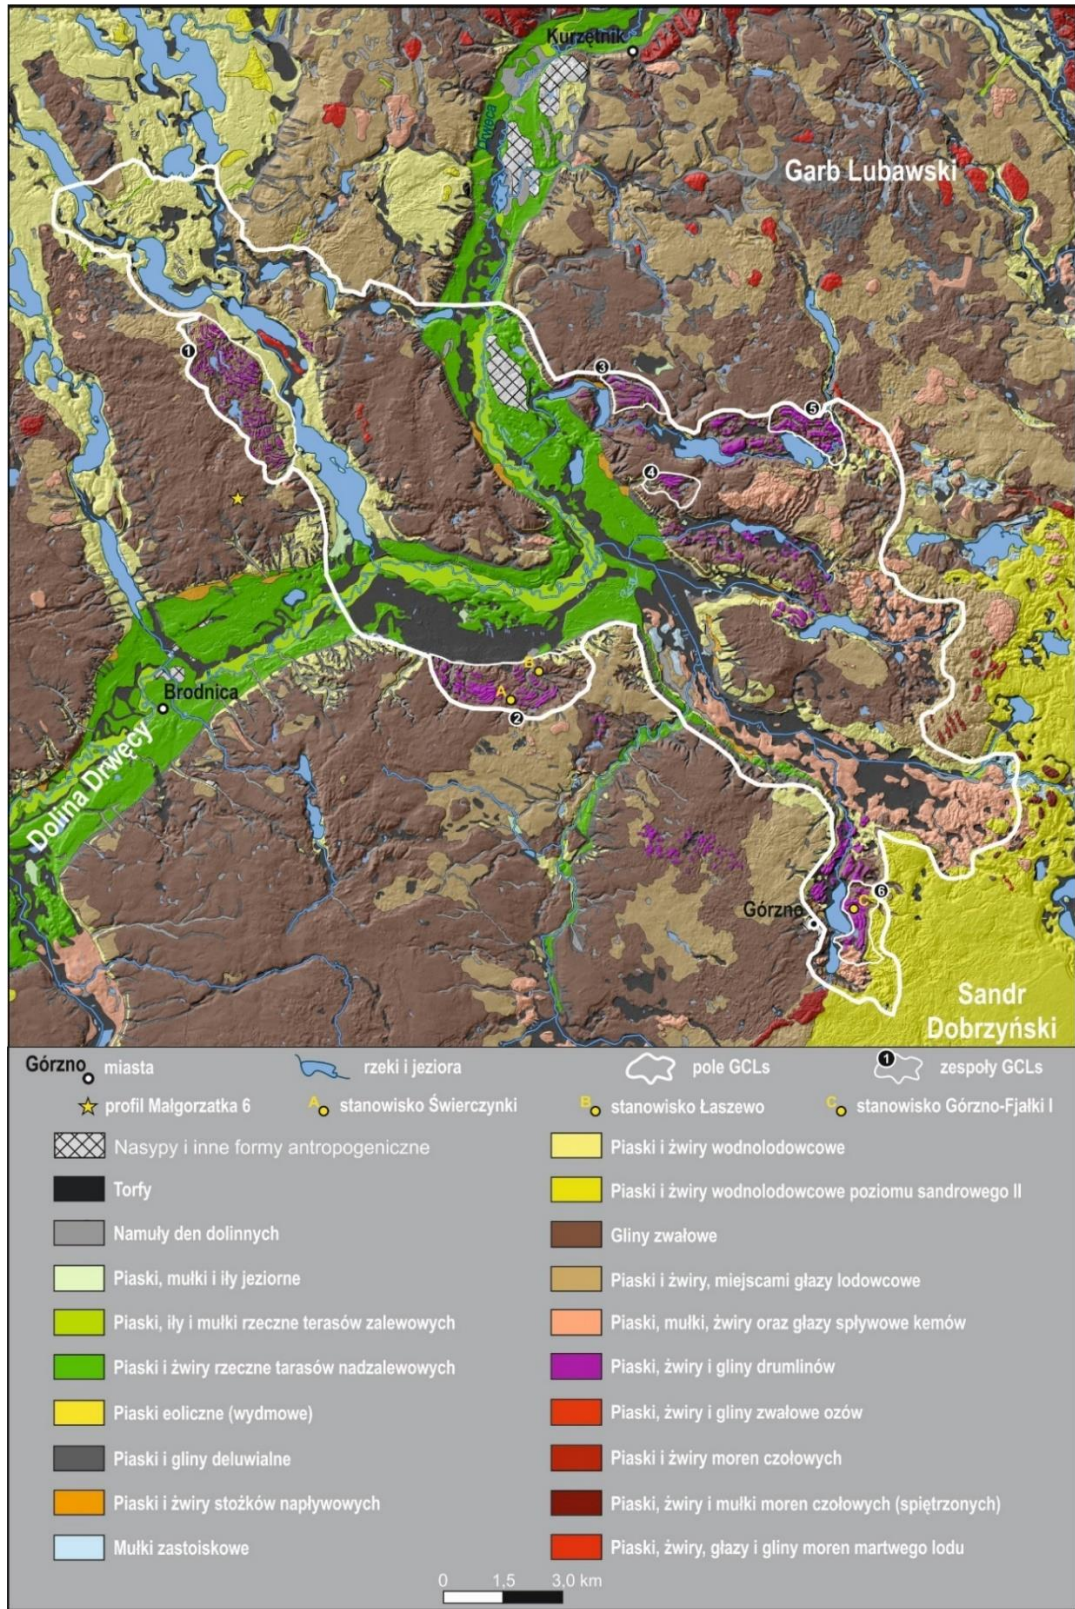 Kurzętnik
Drwęca
Garb Lubawski
1
3
5
4
B
A
2
Brodnica
Dolina Drwęcy
6
C
Górzno
Sandr
Dobrzyński
Górzno miasta
rzeki i jeziora
pole GCLs
1 zespoły GCLs
profil Małgorzatka 6
A stanowisko Świerczynki
B stanowisko Łaszewo
C stanowisko Górzno-Fjałki I
Nasypy i inne formy antropogeniczne
Torfy
Namuły den dolinnych
Piaski, mułki i iły jeziorne
Piaski, iły i mułki rzeczne terasów zalewowych
Piaski i żwiry rzeczne tarasów nadzalewowych
Piaski eoliczne (wydmowe)
Piaski i gliny deluwialne
Piaski i żwiry stożków napływowych
Mułki zastoiskowe
Piaski i żwiry wodnolodowcowe
Piaski i żwiry wodnolodowcowe poziomu sandrowego II
Gliny zwałowe
Piaski i żwiry, miejscami głazy lodowcowe
Piaski, mułki, żwiry oraz głazy spływowe kemów
Piaski, żwiry i gliny drumlinów
Piaski, żwiry i gliny zwałowe ozów
Piaski i żwiry moren czołowych
Piaski, żwiry i mułki moren czołowych (spiętrzonych)
Piaski, żwiry, głazy i gliny moren martwego lodu
0 1,5 3,0 km